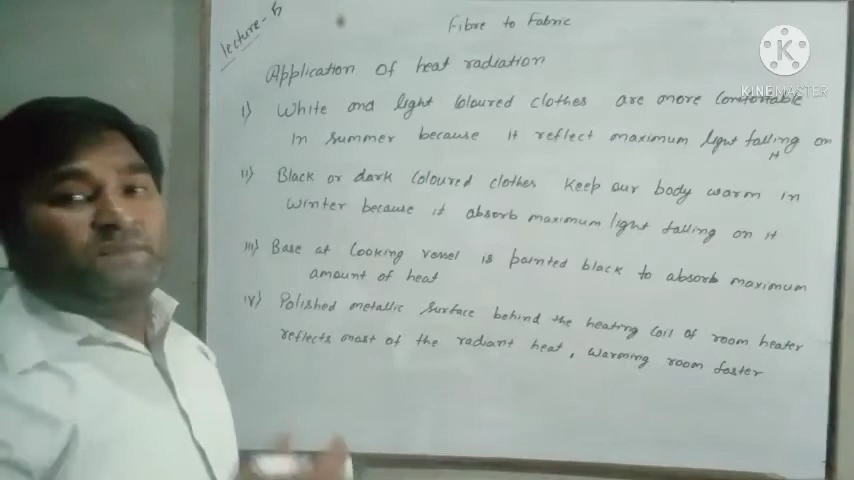 lecture-5
Fibre to Fabric
K
KINEMASTER
Application of heat radiation
i) White and light coloured clothes are more comfortable
in summer because it reflect maximum light falling on
it
ii) Black or dark coloured clothes keep our body warm in
winter because it absorb maximum light falling on it
iii) Base of cooking vessel is painted black to absorb maximum
amount of heat
iv) Polished metallic surface behind the heating coil of room heater
reflects most of the radiant heat, warming room faster